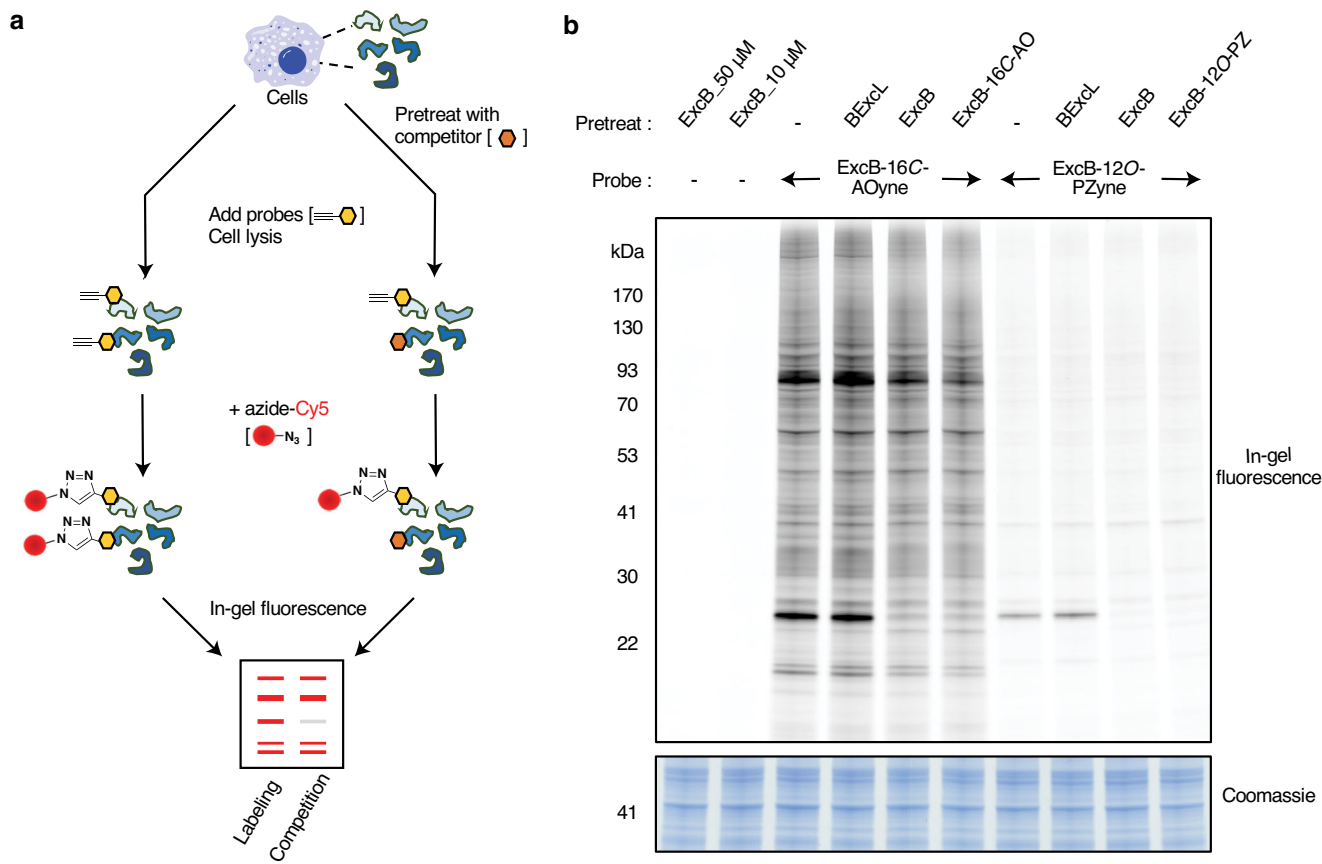 a
Cells
Pretreat with
competitor [ ]
Add probes [ ]
Cell lysis
+ azide-Cy5
[ N3 ]
N=N
N
N=N
N
N=N
N
In-gel fluorescence
Labeling
Competition
b
Pretreat :
ExcB_50 µM
ExcB_10 µM
-
BExcL
ExcB
ExcB-16C-AO
-
BExcL
ExcB
ExcB-12O-PZ
Probe :
-
-
ExcB-16C-
AOyne
ExcB-12O-
PZyne
kDa
170
130
93
70
53
41
30
22
In-gel
fluorescence
41
Coomassie